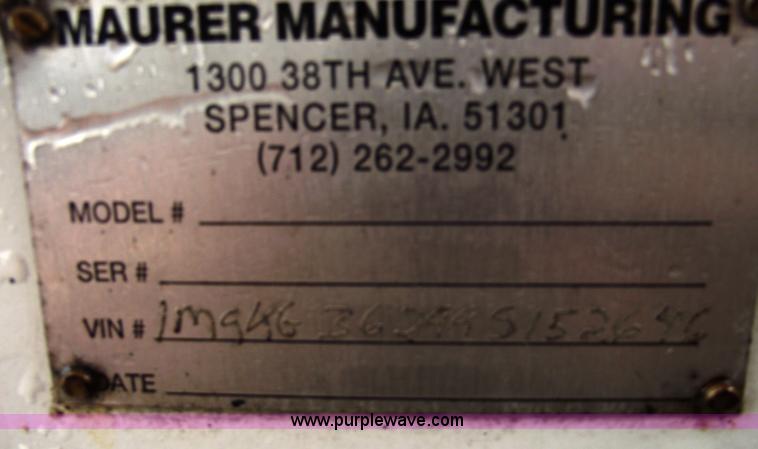 MAURER MANUFACTURING
1300 38TH AVE. WEST
SPENCER, IA. 51301
(712) 262-2992
MODEL #
SER #
VIN #
DATE
www.purplewave.com